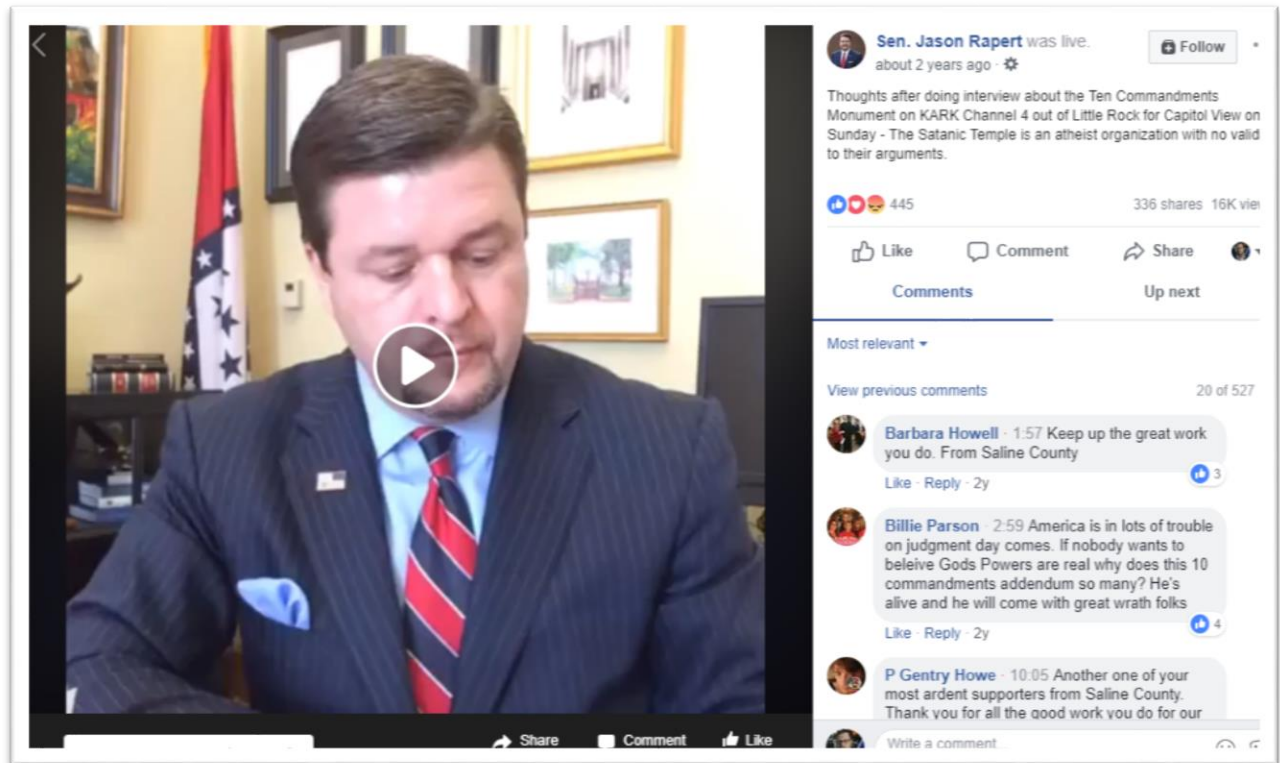 Sen. Jason Rapert was live.
Follow
about 2 years ago
Thoughts after doing interview about the Ten Commandments
Monument on KARK Channel 4 out of Little Rock for Capitol View on
Sunday - The Satanic Temple is an atheist organization with no valid
to their arguments.
445
336 shares 16K vie
Like Comment Share
Comments Up next
Most relevant
View previous comments 20 of 527
Barbara Howell · 1:57 Keep up the great work
you do. From Saline County
3
Like · Reply · 2y
Billie Parson · 2:59 America is in lots of trouble
on judgment day comes. If nobody wants to
beleive Gods Powers are real why does this 10
commandments addendum so many? He's
alive and he will come with great wrath folks
4
Like · Reply · 2y
P Gentry Howe · 10:05 Another one of your
most ardent supporters from Saline County.
Thank you for all the good work you do for our
Share Comment Like
Write a comment...